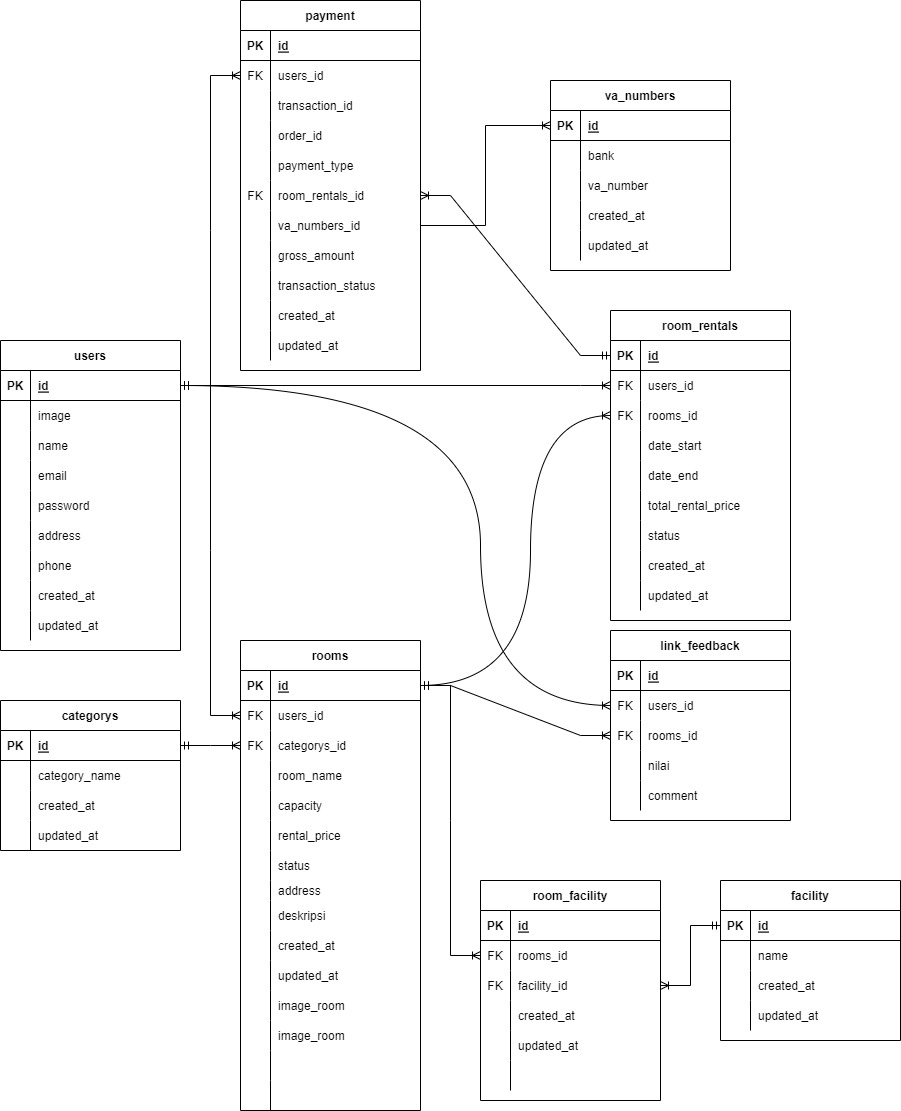 payment
PK id
FK users_id
transaction_id
order_id
payment_type
FK room_rentals_id
va_numbers_id
gross_amount
transaction_status
created_at
updated_at
va_numbers
PK id
bank
va_number
created_at
updated_at
room_rentals
PK id
FK users_id
FK rooms_id
date_start
date_end
total_rental_price
status
created_at
updated_at
users
PK id
image
name
email
password
address
phone
created_at
updated_at
link_feedback
PK id
FK users_id
FK rooms_id
nilai
comment
rooms
PK id
FK users_id
FK categorys_id
room_name
capacity
rental_price
status
address
deskripsi
created_at
updated_at
image_room
image_room
categorys
PK id
category_name
created_at
updated_at
room_facility
PK id
FK rooms_id
FK facility_id
created_at
updated_at
facility
PK id
name
created_at
updated_at